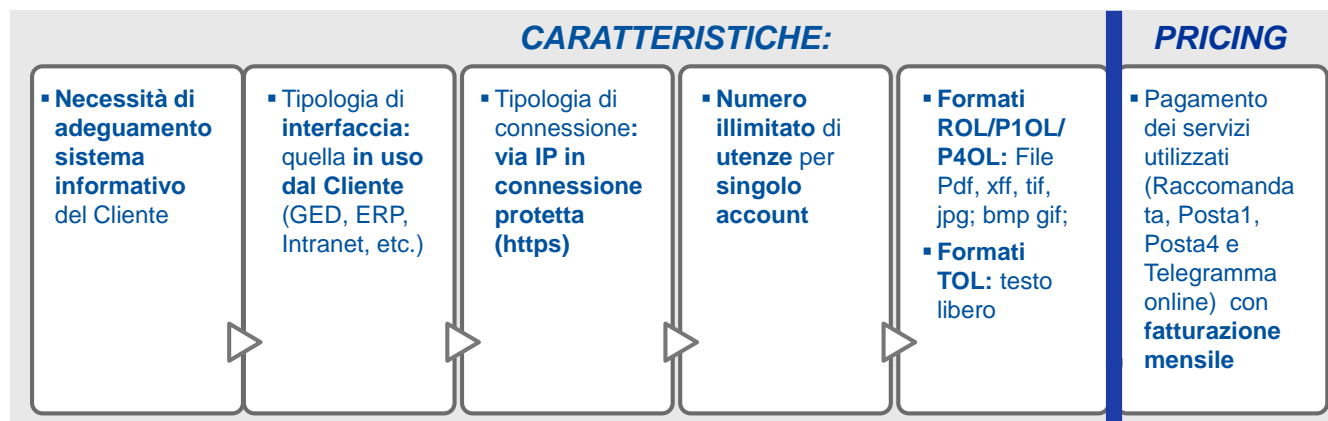 CARATTERISTICHE:
PRICING
▪ Necessità di
adeguamento
sistema
informativo
del Cliente
▪ Tipologia di
interfaccia:
quella in uso
dal Cliente
(GED, ERP,
Intranet, etc.)
▪ Tipologia di
connessione:
via IP in
connessione
protetta
(https)
▪ Numero
illimitato di
utenze per
singolo
account
▪ Formati
ROL/P1OL/
P4OL: File
Pdf, xff, tif,
jpg; bmp gif;
▪ Formati
TOL: testo
libero
▪ Pagamento
dei servizi
utilizzati
(Raccomanda
ta, Posta1,
Posta4 e
Telegramma
online) con
fatturazione
mensile